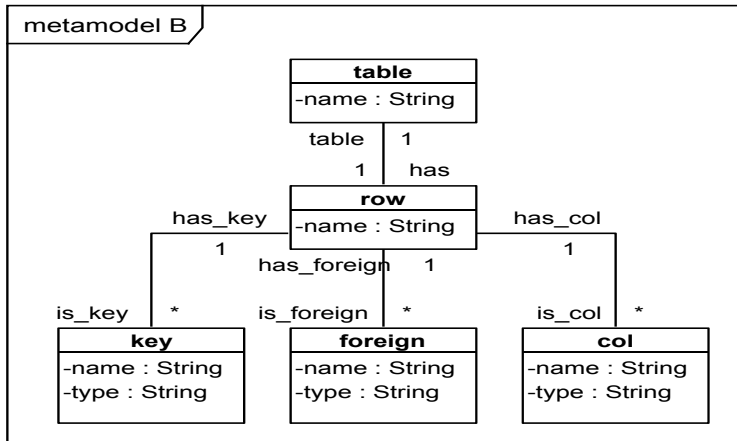 metamodel B
table
-name : String
table 1
1 has
row
-name : String
has_key
1
has_col
1
has_foreign 1
is_key *
is_foreign *
is_col *
key
-name : String
-type : String
foreign
-name : String
-type : String
col
-name : String
-type : String